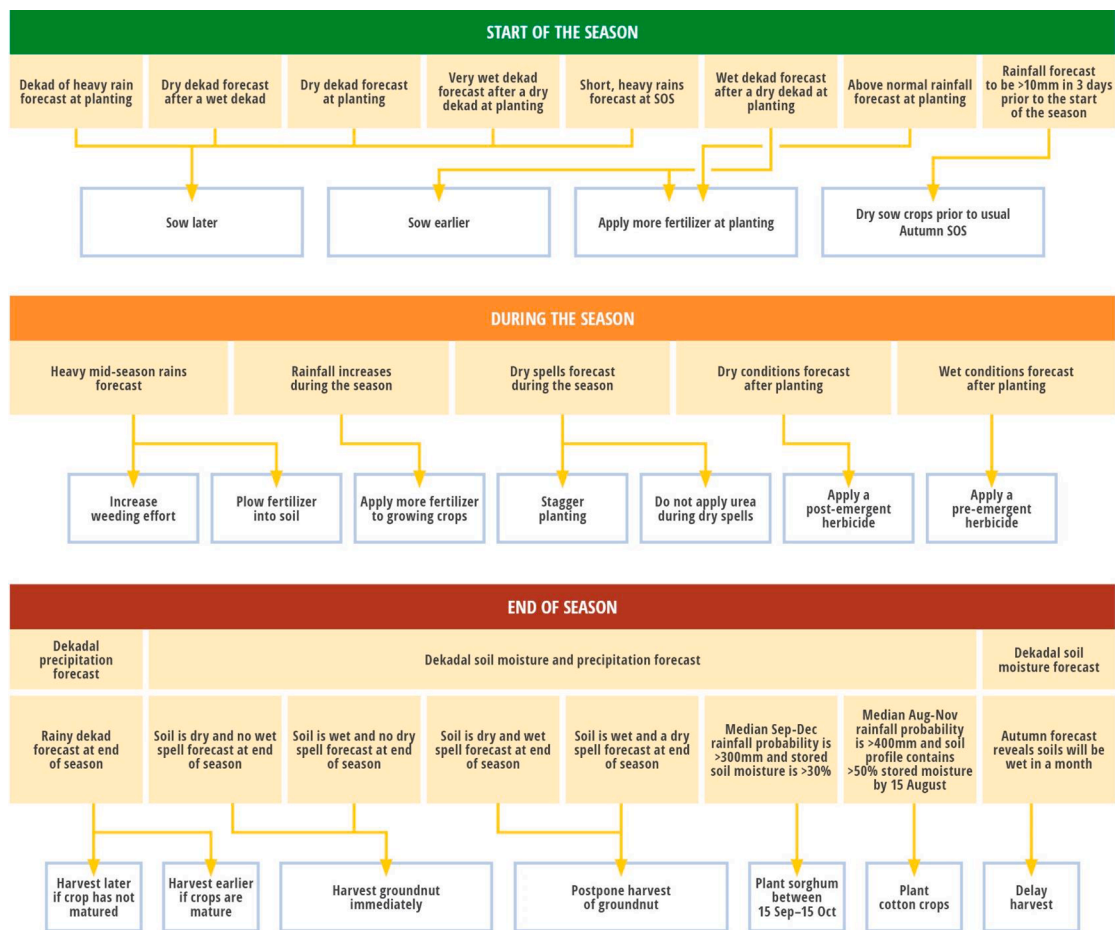 START OF THE SEASON
Dekad of heavy rain
forecast at planting
Dry dekad forecast
after a wet dekad
Dry dekad forecast
at planting
Very wet dekad
forecast after a dry
dekad at planting
Short, heavy rains
forecast at SOS
Wet dekad forecast
after a dry dekad at
planting
Above normal rainfall
forecast at planting
Rainfall forecast
to be >10mm in 3 days
prior to the start
of the season
Sow later
Sow earlier
Apply more fertilizer at planting
Dry sow crops prior to usual
Autumn SOS
DURING THE SEASON
Heavy mid-season rains
forecast
Rainfall increases
during the season
Dry spells forecast
during the season
Dry conditions forecast
after planting
Wet conditions forecast
after planting
Increase
weeding effort
Plow fertilizer
into soil
Apply more fertilizer
to growing crops
Stagger
planting
Do not apply urea
during dry spells
Apply a
post-emergent
herbicide
Apply a
pre-emergent
herbicide
END OF SEASON
Dekadal
precipitation
forecast
Dekadal soil moisture and precipitation forecast
Dekadal soil
moisture forecast
Rainy dekad
forecast at end
of season
Soil is dry and no wet
spell forecast at end
of season
Soil is wet and no dry
spell forecast at end of
season
Soil is dry and wet
spell forecast at end
of season
Soil is wet and a dry
spell forecast at end
of season
Median Sep-Dec
rainfall probability is
>300mm and stored
soil moisture is >30%
Median Aug-Nov
rainfall probability
is >400mm and soil
profile contains
>50% stored moisture
by 15 August
Autumn forecast
reveals soils will be
wet in a month
Harvest later
if crop has not
matured
Harvest earlier
if crops are
mature
Harvest groundnut
immediately
Postpone harvest
of groundnut
Plant sorghum
between
15 Sep–15 Oct
Plant
cotton crops
Delay
harvest